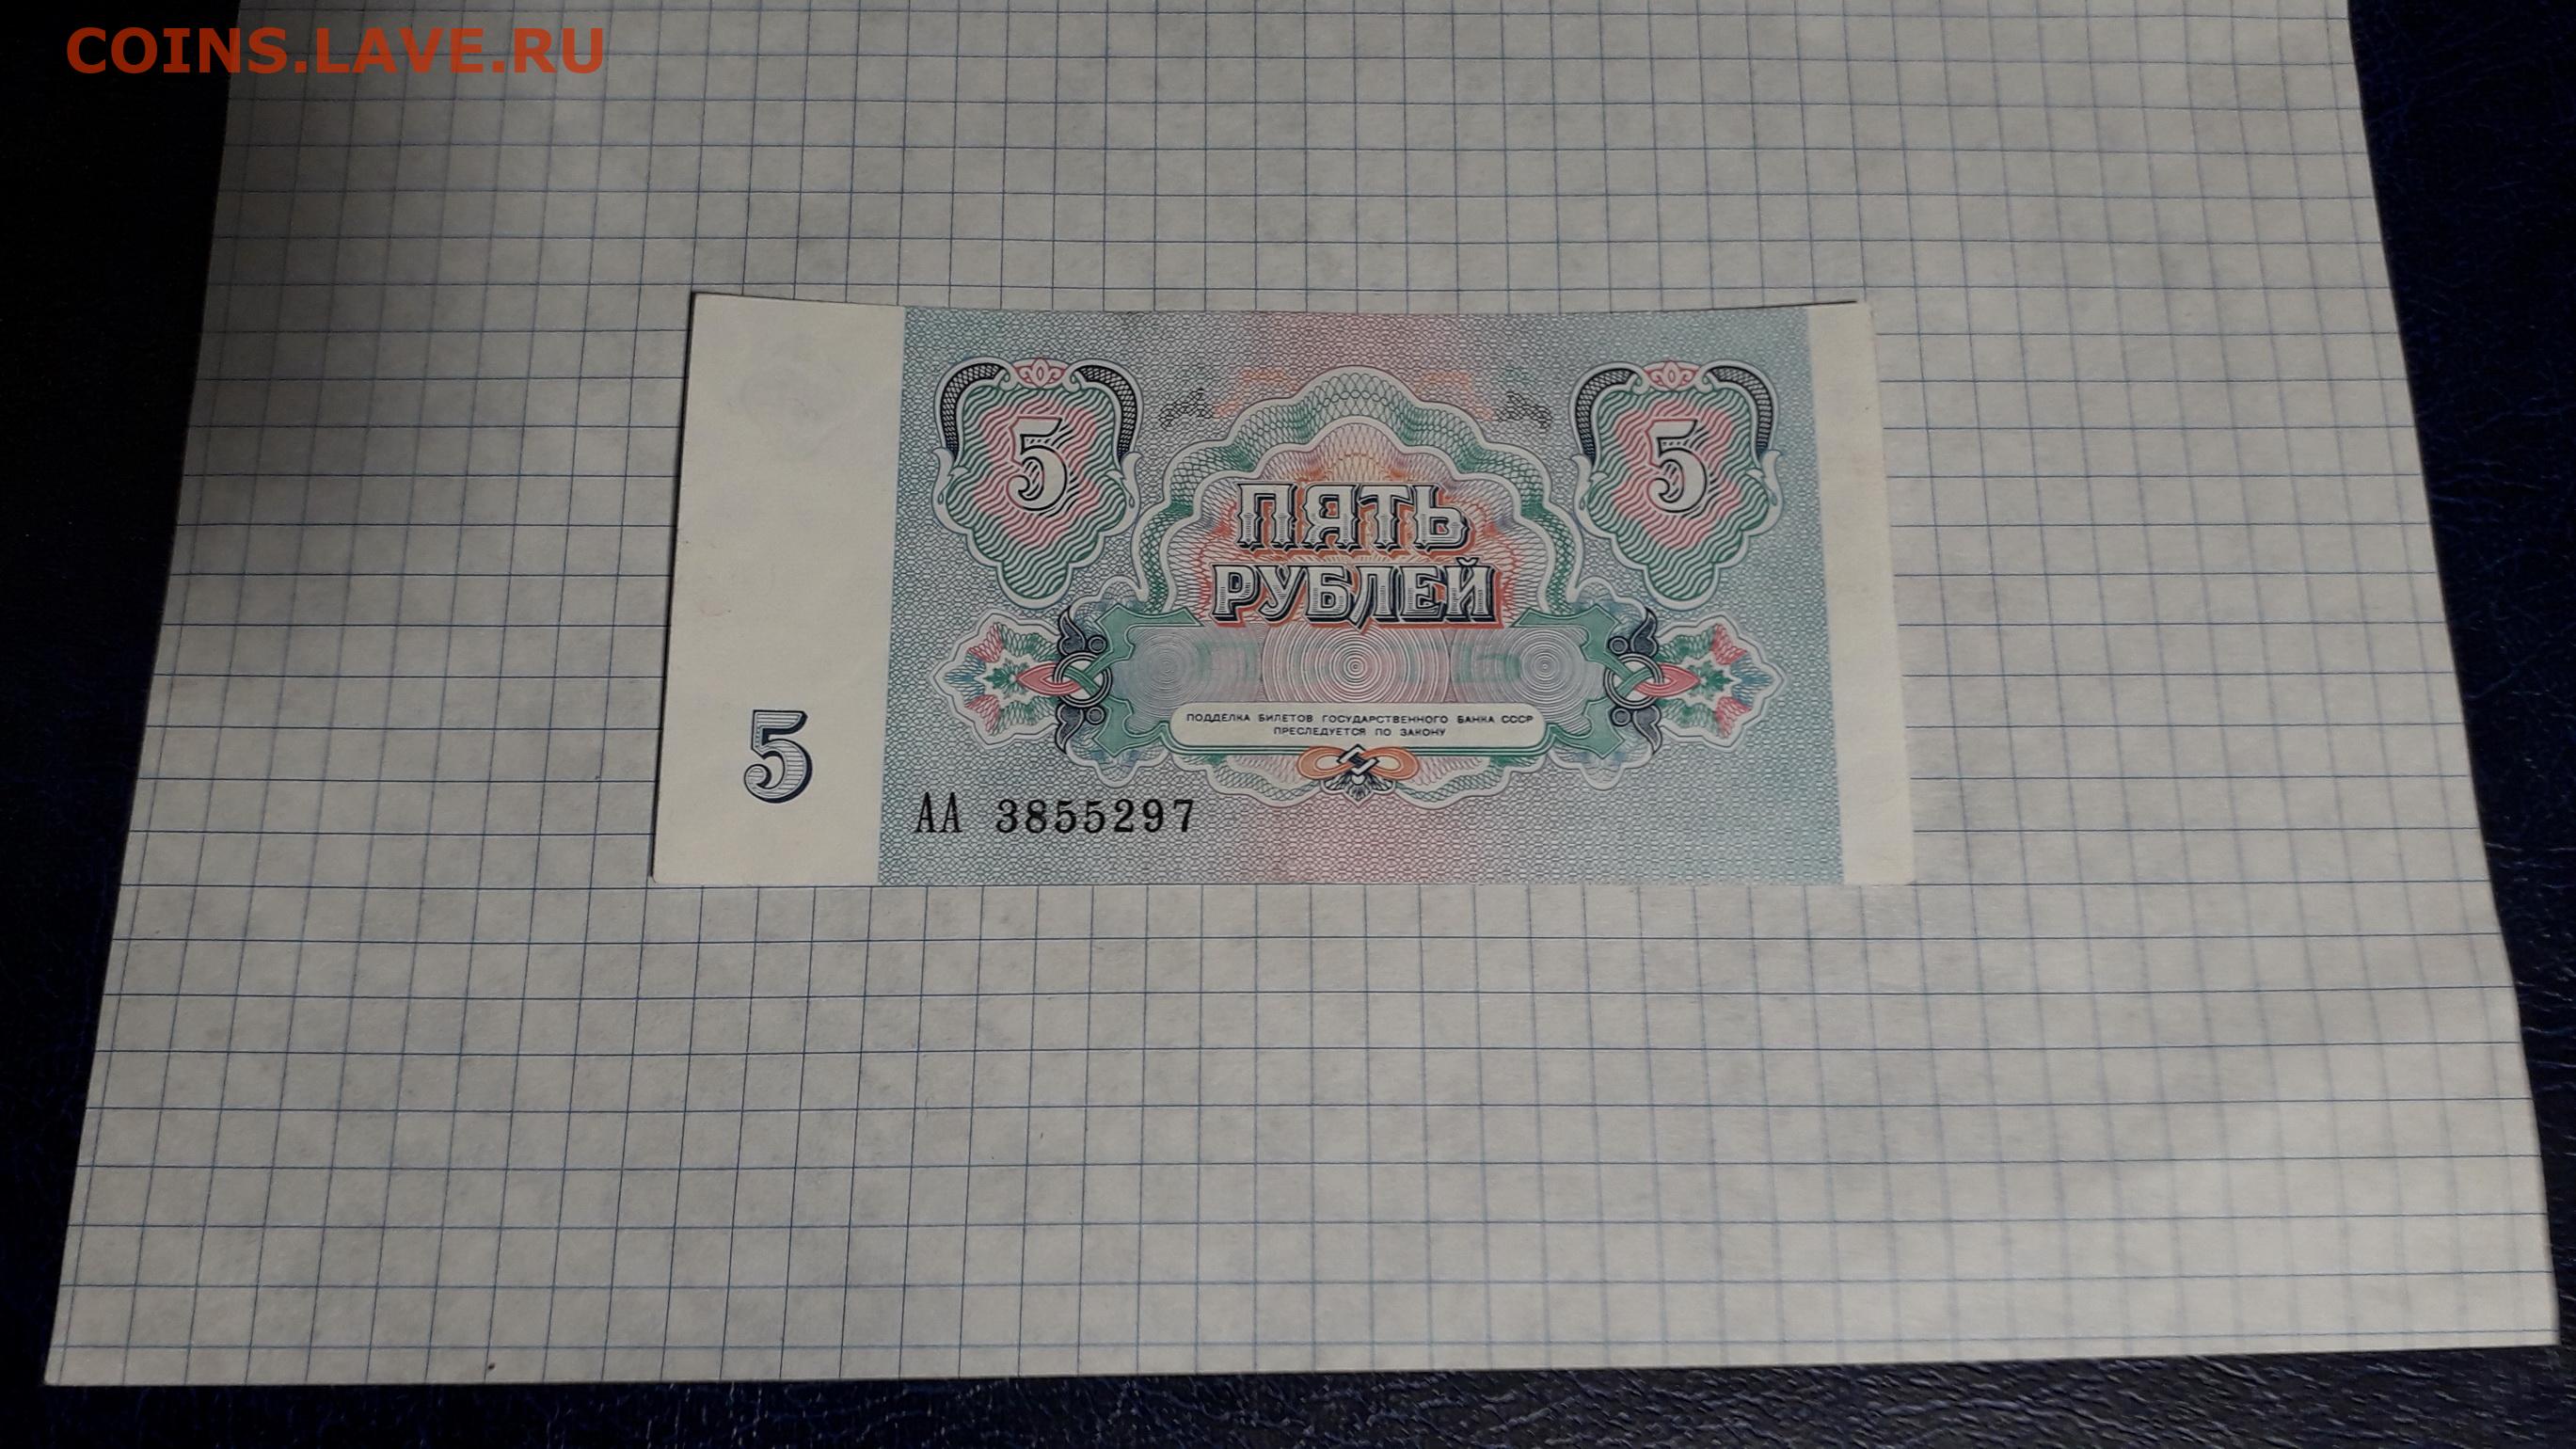 COINS.LAVE.RU
5 5
ПЯТЬ
РУБЛЕЙ
ПОДДЕЛКА БИЛЕТОВ ГОСУДАРСТВЕННОГО БАНКА СССР
ПРЕСЛЕДУЕТСЯ ПО ЗАКОНУ
5
АА 3855297